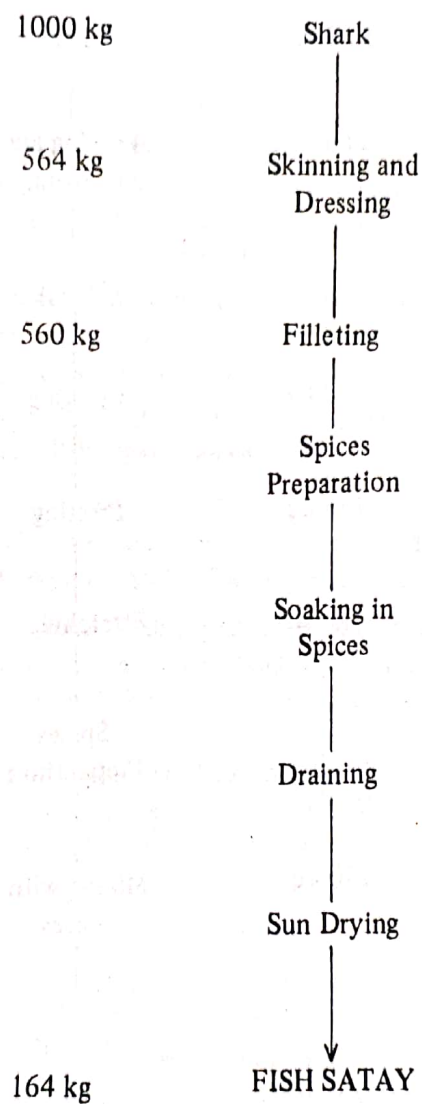 1000 kg Shark
564 kg Skinning and
Dressing
560 kg Filleting
Spices
Preparation
Soaking in
Spices
Draining
Sun Drying
164 kg FISH SATAY